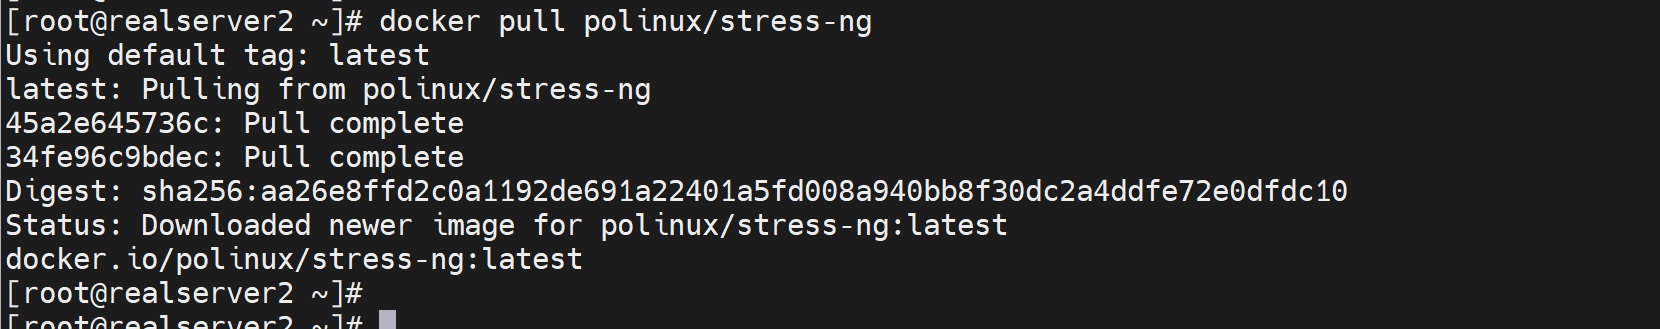 [root@realserver2 ~]# docker pull polinux/stress-ng
Using default tag: latest
latest: Pulling from polinux/stress-ng
45a2e645736c: Pull complete
34fe96c9bdec: Pull complete
Digest: sha256:aa26e8ffd2c0a1192de691a22401a5fd008a940bb8f30dc2a4ddfe72e0dfdc10
Status: Downloaded newer image for polinux/stress-ng:latest
docker.io/polinux/stress-ng:latest
[root@realserver2 ~]#
[root@realserver2 ~]#